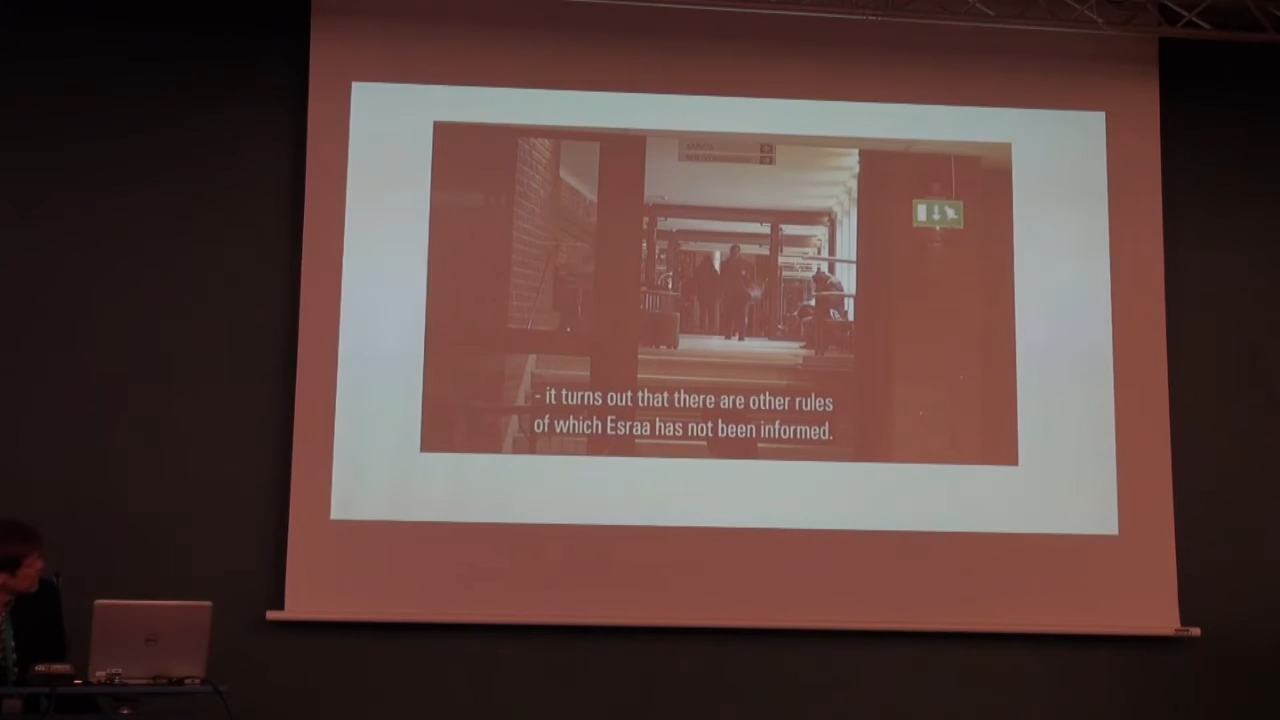 - it turns out that there are other rules
of which Esraa has not been informed.